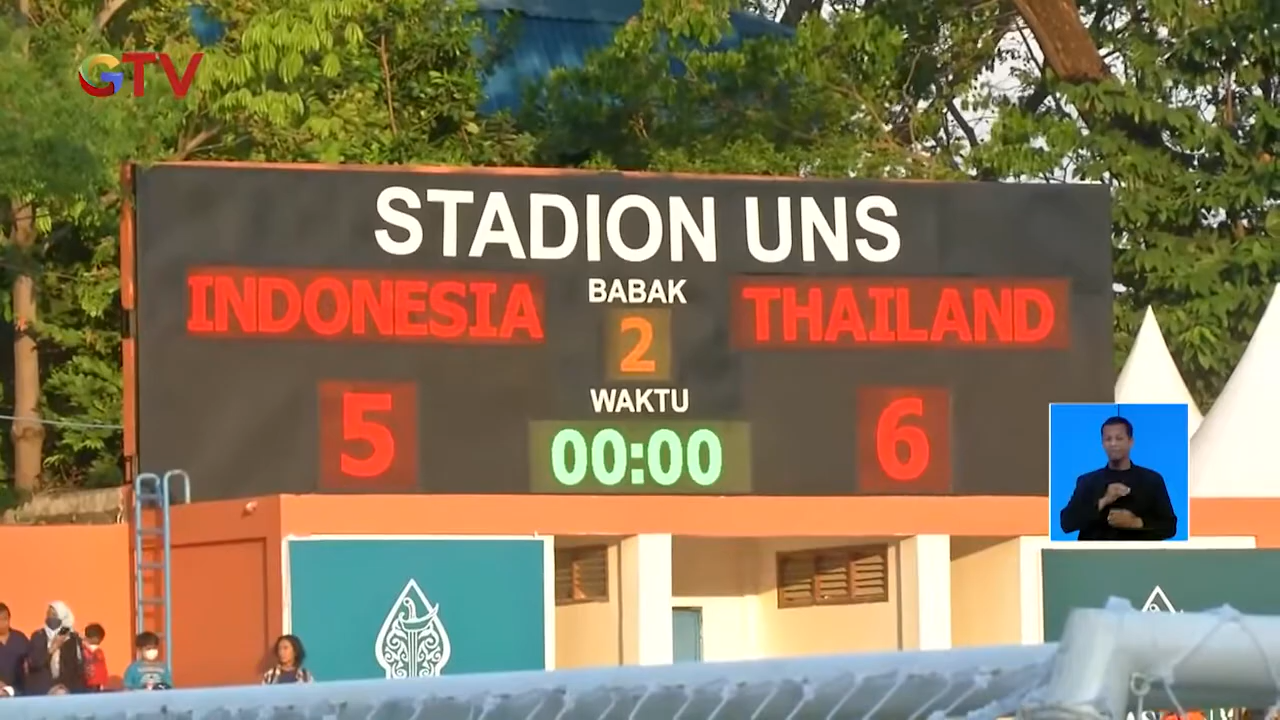 GTV
STADION UNS
INDONESIA
BABAK
THAILAND
2
WAKTU
5
00:00
6